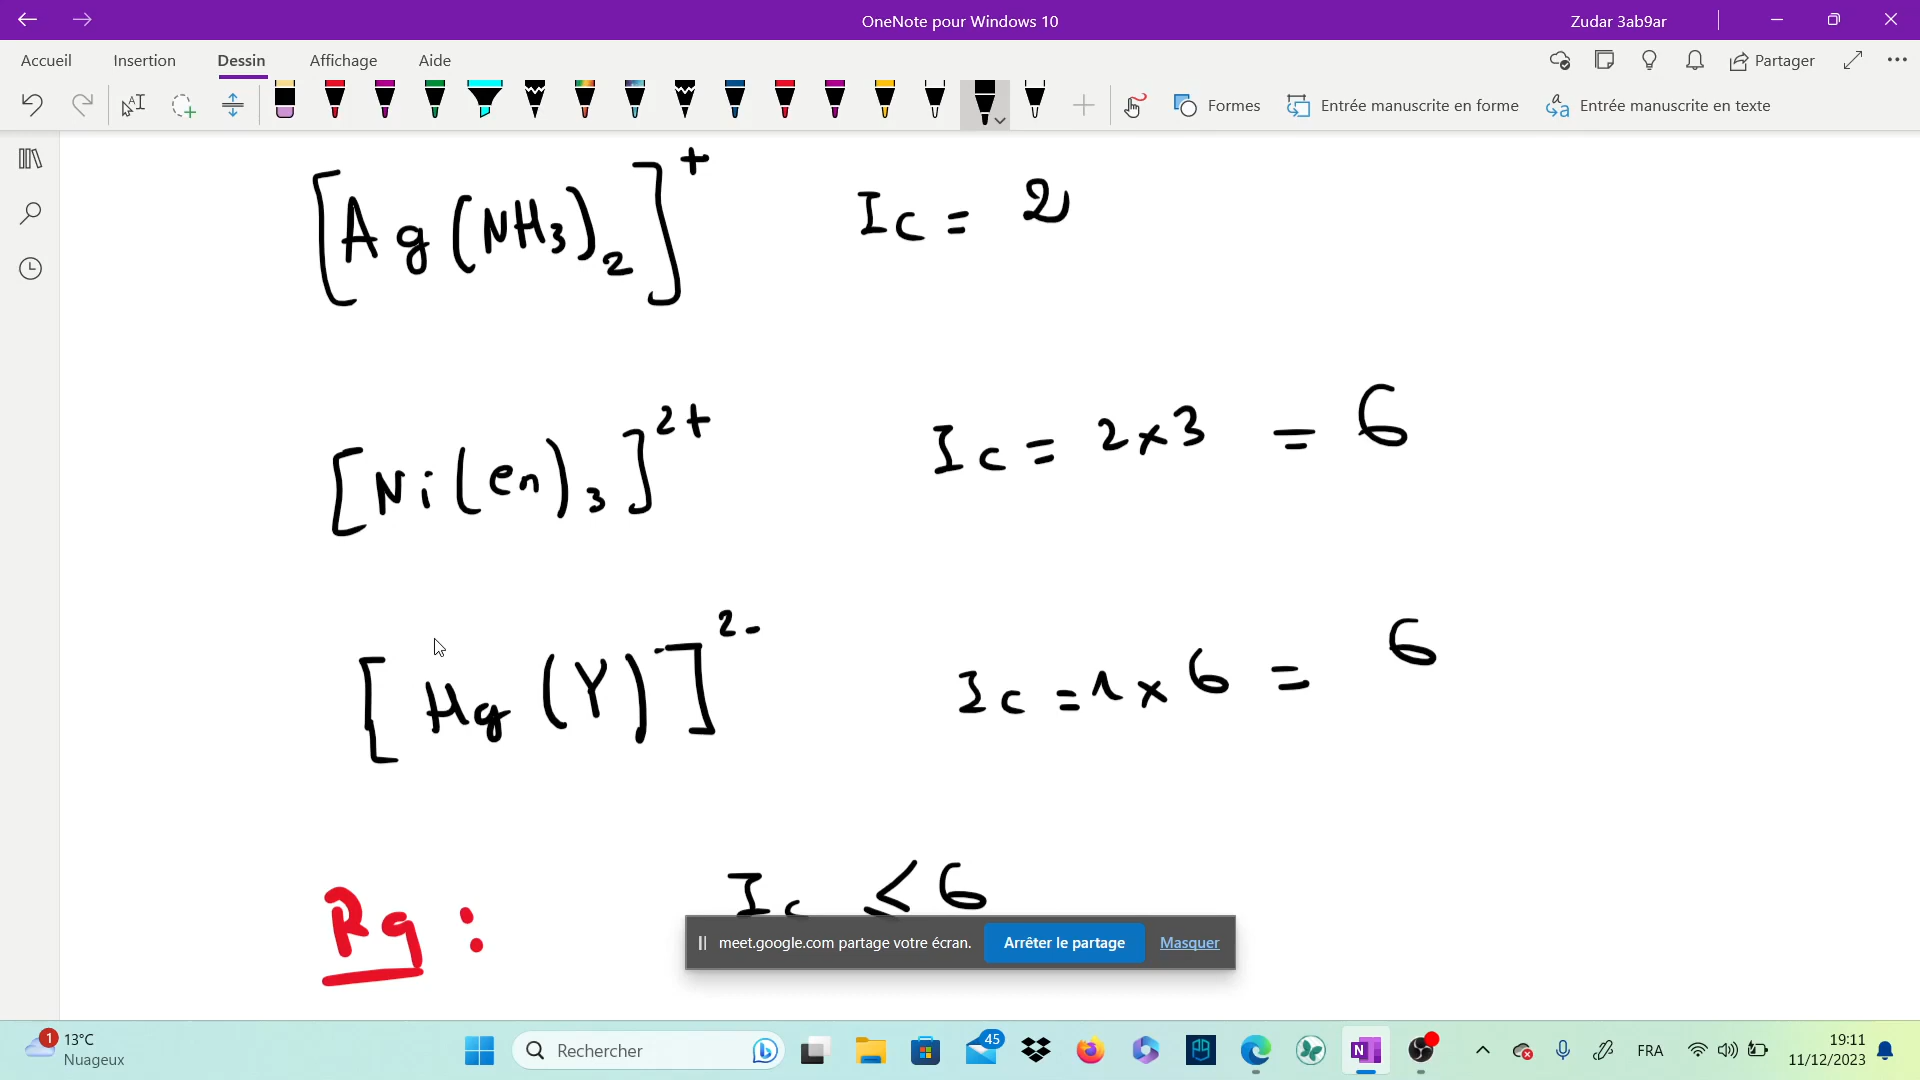 OneNote pour Windows 10
Zudar 3ab9ar
Accueil Insertion Dessin Affichage Aide
Partager
Formes Entrée manuscrite en forme Entrée manuscrite en texte
[Ag(NH3)2]+ Ic = 2
[Ni(en)3]2+ Ic = 2x3 = 6
[Hg(Y)]2- Ic = 1x6 = 6
Rq : Ic ≤ 6
meet.google.com partage votre écran. Arrêter le partage Masquer
1 13°C
Nuageux
Rechercher
45
FRA
19:11
11/12/2023